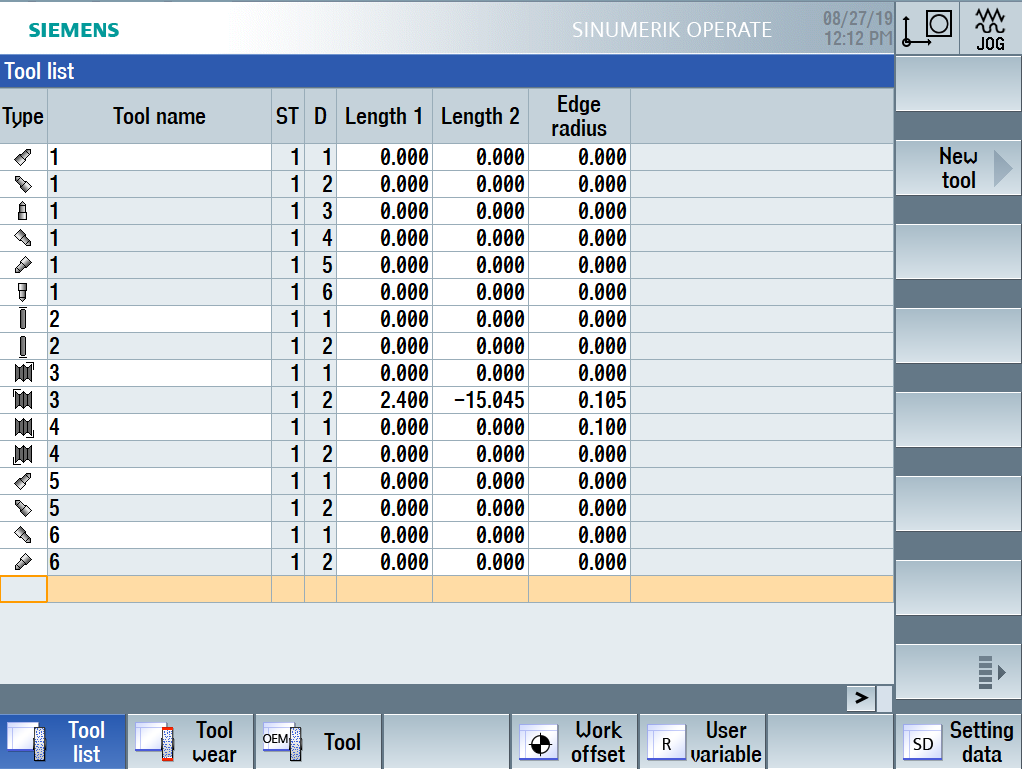 SIEMENS
SINUMERIK OPERATE
08/27/19
12:12 PM
JOG
Tool list
Type Tool name ST D Length 1 Length 2 Edge radius
1 1 1 0.000 0.000 0.000
1 1 2 0.000 0.000 0.000
1 1 3 0.000 0.000 0.000
1 1 4 0.000 0.000 0.000
1 1 5 0.000 0.000 0.000
1 1 6 0.000 0.000 0.000
2 1 1 0.000 0.000 0.000
2 1 2 0.000 0.000 0.000
3 1 1 0.000 0.000 0.000
3 1 2 2.400 -15.045 0.105
4 1 1 0.000 0.000 0.100
4 1 2 0.000 0.000 0.000
5 1 1 0.000 0.000 0.000
5 1 2 0.000 0.000 0.000
6 1 1 0.000 0.000 0.000
6 1 2 0.000 0.000 0.000
New
tool
>
Tool
list
Tool
wear
OEM
Tool
Work
offset
R
User
variable
SD
Setting
data